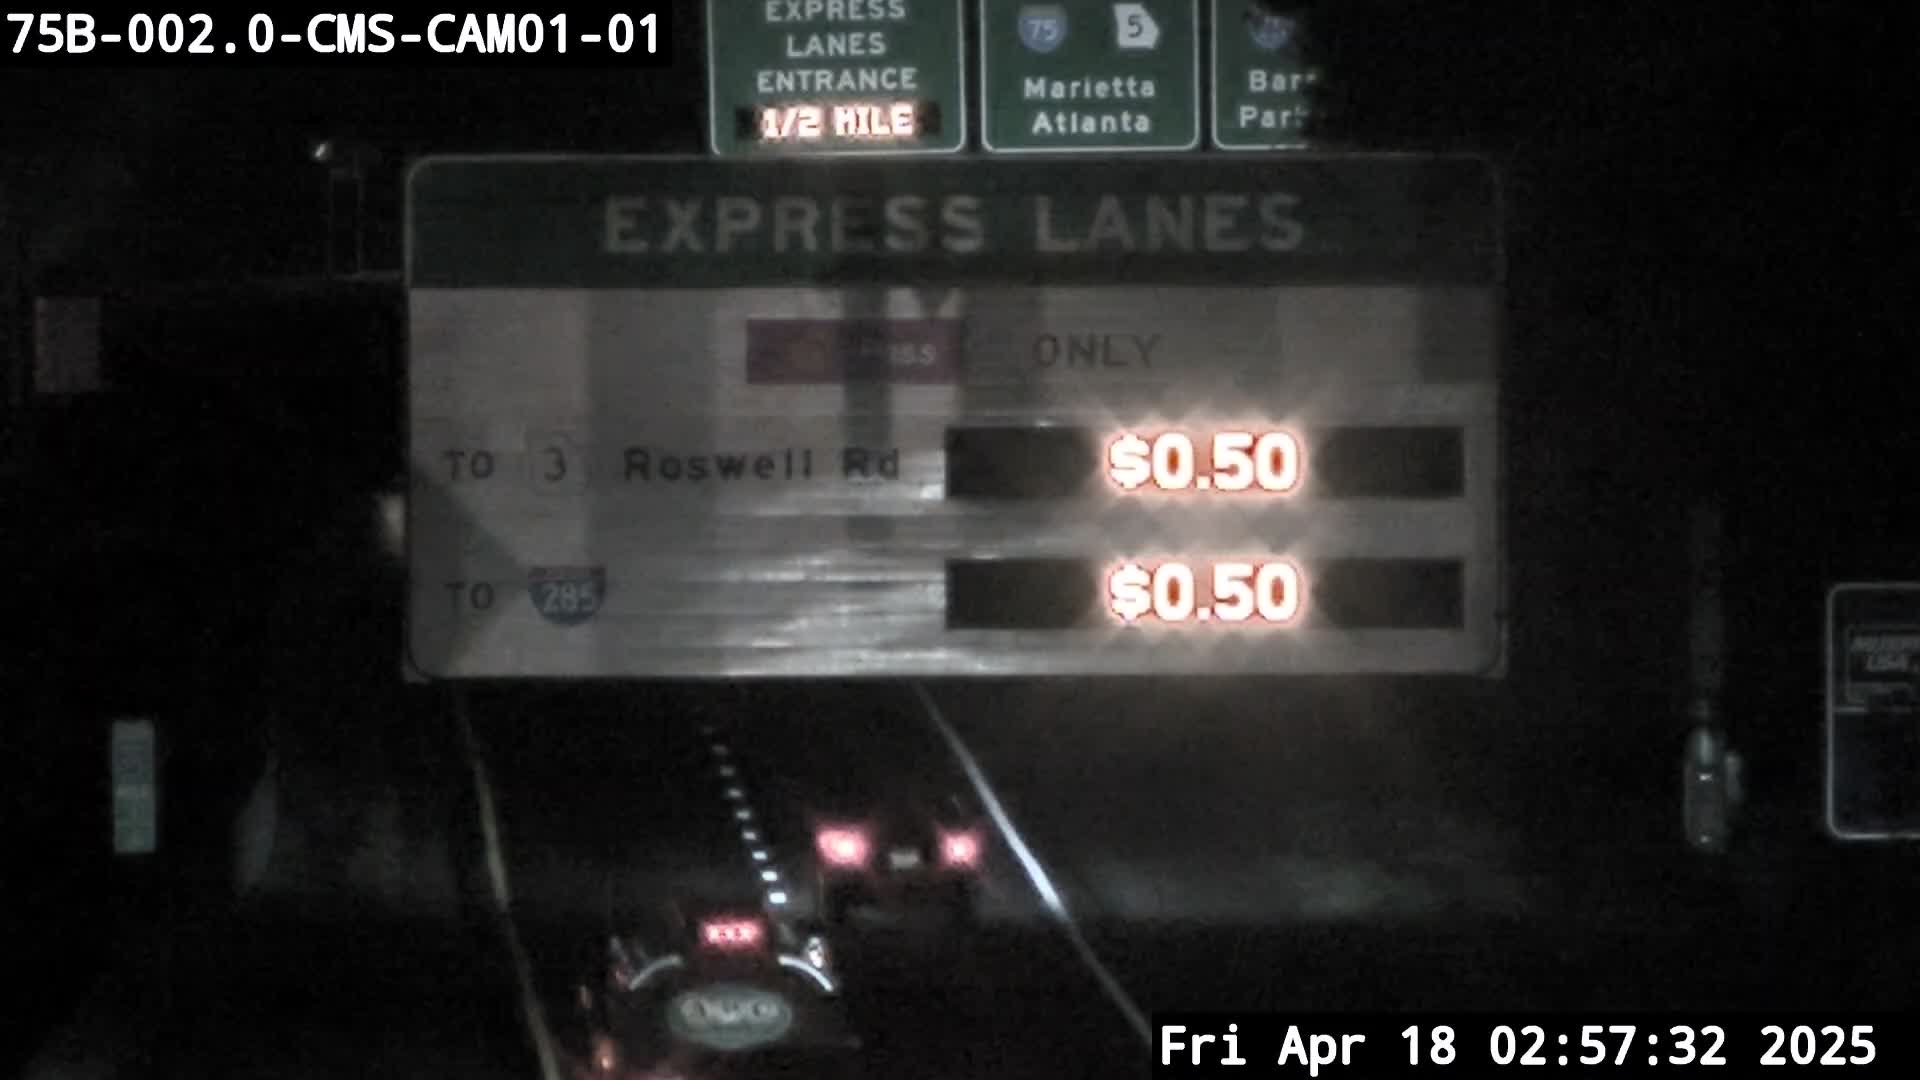 75B-002.0-CMS-CAM01-01
EXPRESS
LANES
ENTRANCE
1/2 MILE
75 5
Marietta
Atlanta
EXPRESS LANES
ONLY
TO 3 Roswell Rd $0.50
TO 285 $0.50
Fri Apr 18 02:57:32 2025